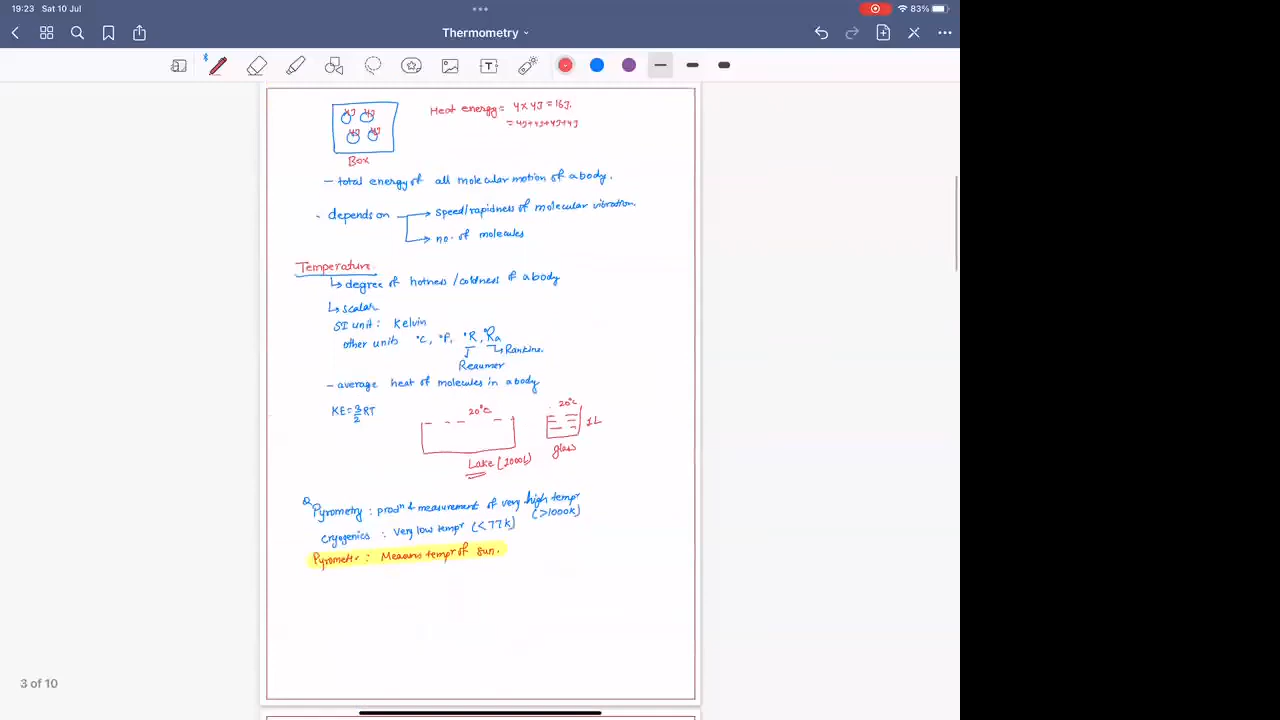 19:23 Sat 10 Jul
83%
Thermometry
4J 4J
4J 4J
Box
Heat energy = 4 x 4J = 16J.
= 4J+4J+4J+4J
- total energy of all molecular motion of a body.
- depends on → speed/rapidness of molecular vibration.
→ no. of molecules
Temperature
↳ degree of hotness /coldness of a body
↳ scalar
SI unit : Kelvin
other units °C, °F, °R, °Ra
↳ Rankine.
Reaumer
- average heat of molecules in a body
KE = 3/2 RT
20°C
20°C
1L
glass
Lake (1000L)
Pyrometry : prodⁿ & measurement of very high tempr
(>1000K)
Cryogenics : Very low tempr (<77K)
Pyrometer : Measures tempr of sun.
3 of 10